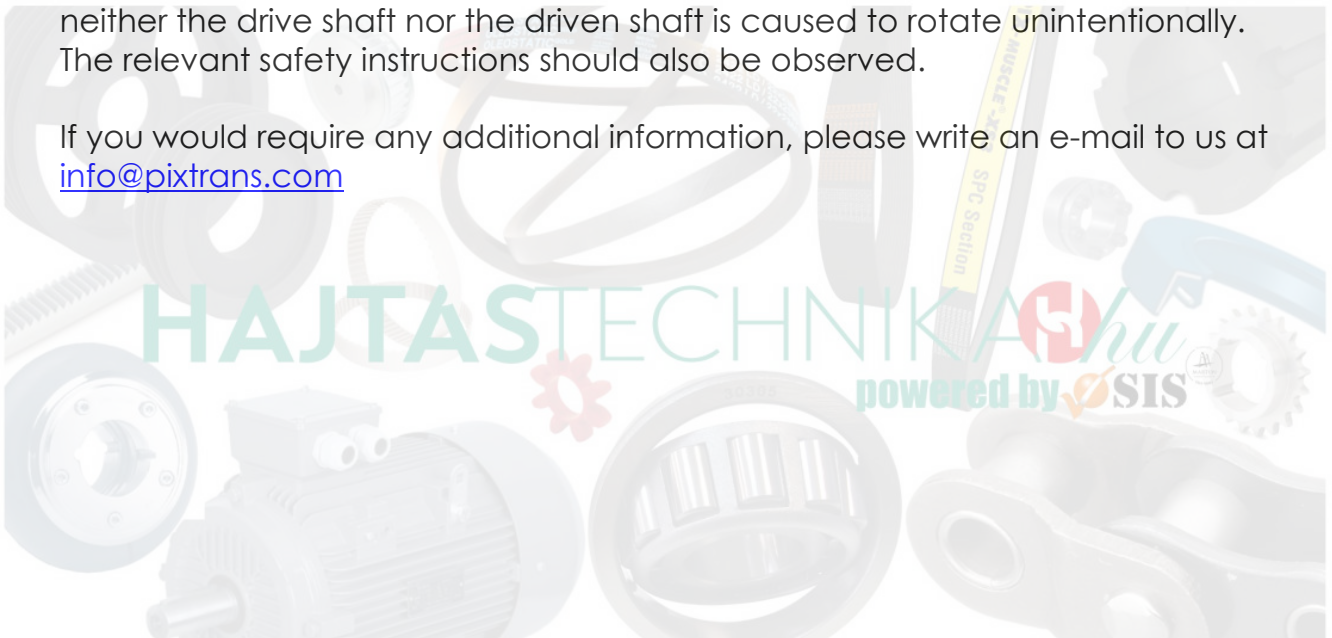 neither the drive shaft nor the driven shaft is caused to rotate unintentionally.
The relevant safety instructions should also be observed.
If you would require any additional information, please write an e-mail to us at
info@pixtrans.com
MUSCLE
SPC Section
HAJTASTECHNIKA.hu
powered by SIS
30305